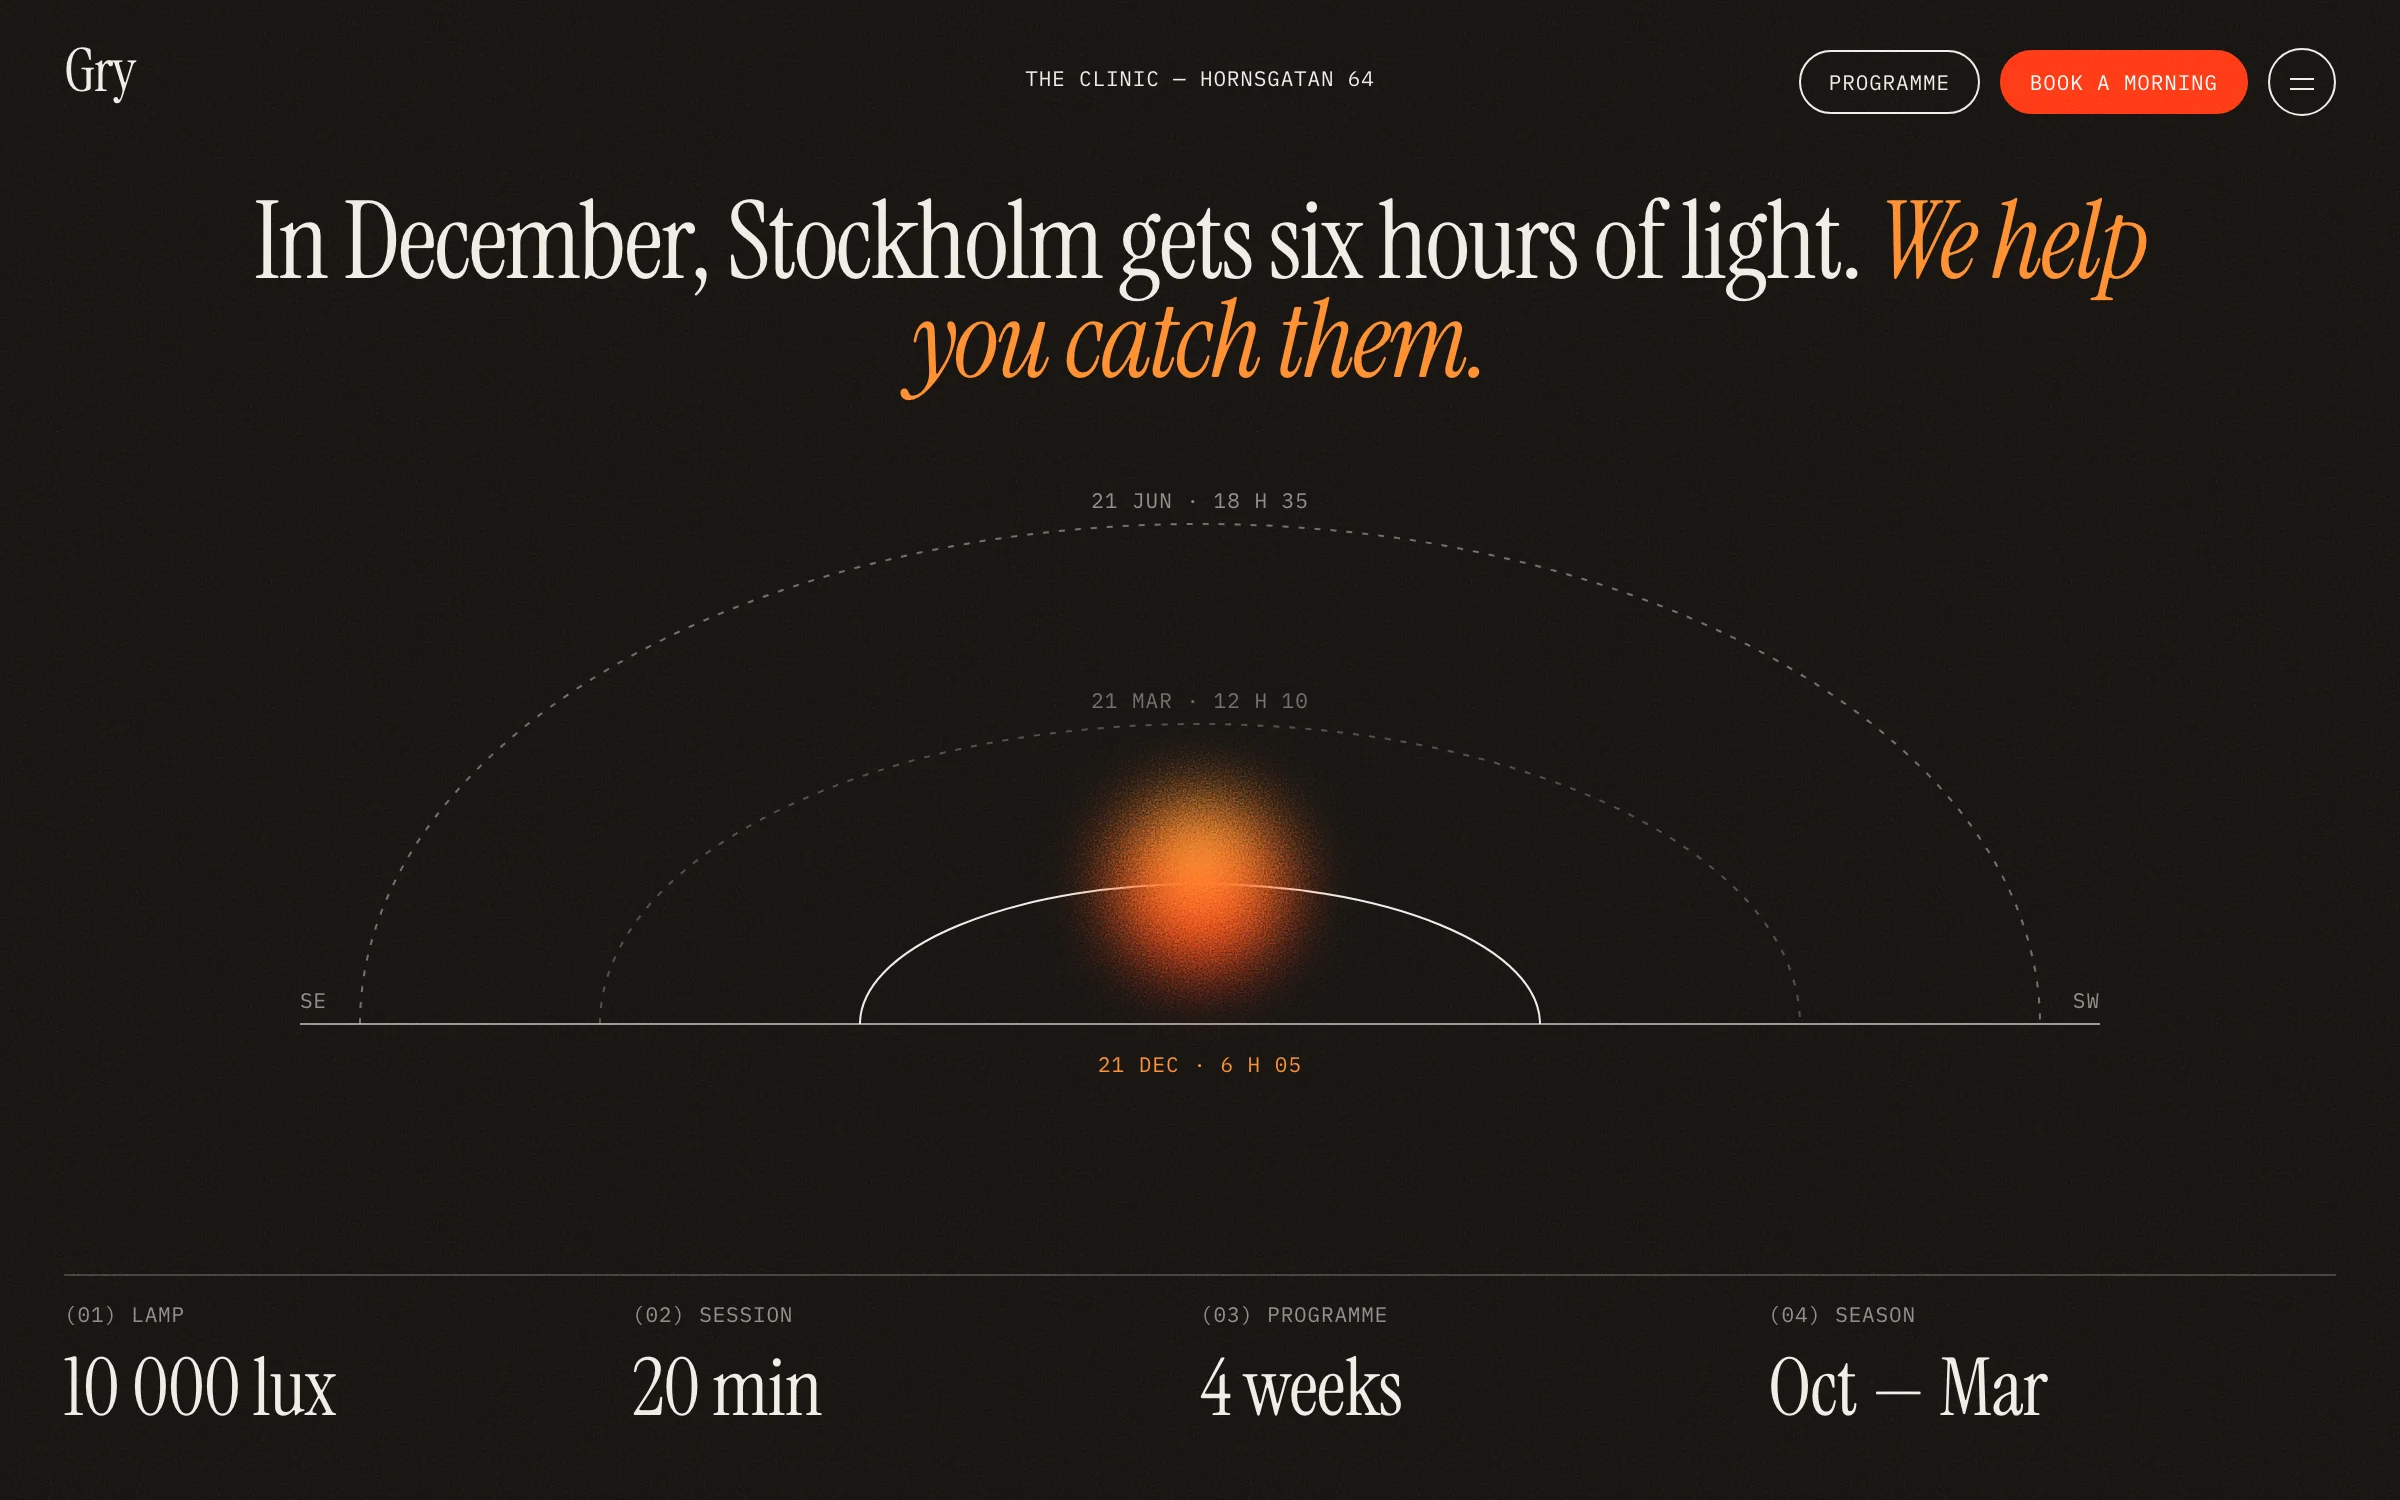 Gry
THE CLINIC — HORNSGATAN 64
PROGRAMME
BOOK A MORNING
In December, Stockholm gets six hours of light. We help
you catch them.
21 JUN · 18 H 35
21 MAR · 12 H 10
SE
SW
21 DEC · 6 H 05
(01) LAMP
10 000 lux
(02) SESSION
20 min
(03) PROGRAMME
4 weeks
(04) SEASON
Oct — Mar